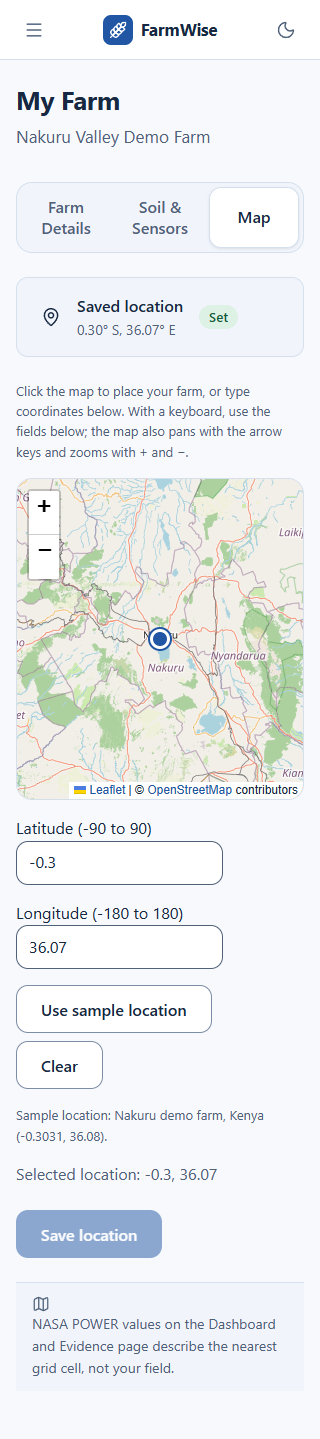 FarmWise
My Farm
Nakuru Valley Demo Farm
Farm
Details
Soil &
Sensors
Map
Saved location
0.30° S, 36.07° E
Set
Click the map to place your farm, or type
coordinates below. With a keyboard, use the
fields below; the map also pans with the arrow
keys and zooms with + and −.
+
−
Nakuru
Nyandarua
Leaflet | © OpenStreetMap contributors
Latitude (-90 to 90)
-0.3
Longitude (-180 to 180)
36.07
Use sample location
Clear
Sample location: Nakuru demo farm, Kenya
(-0.3031, 36.08).
Selected location: -0.3, 36.07
Save location
NASA POWER values on the Dashboard
and Evidence page describe the nearest
grid cell, not your field.